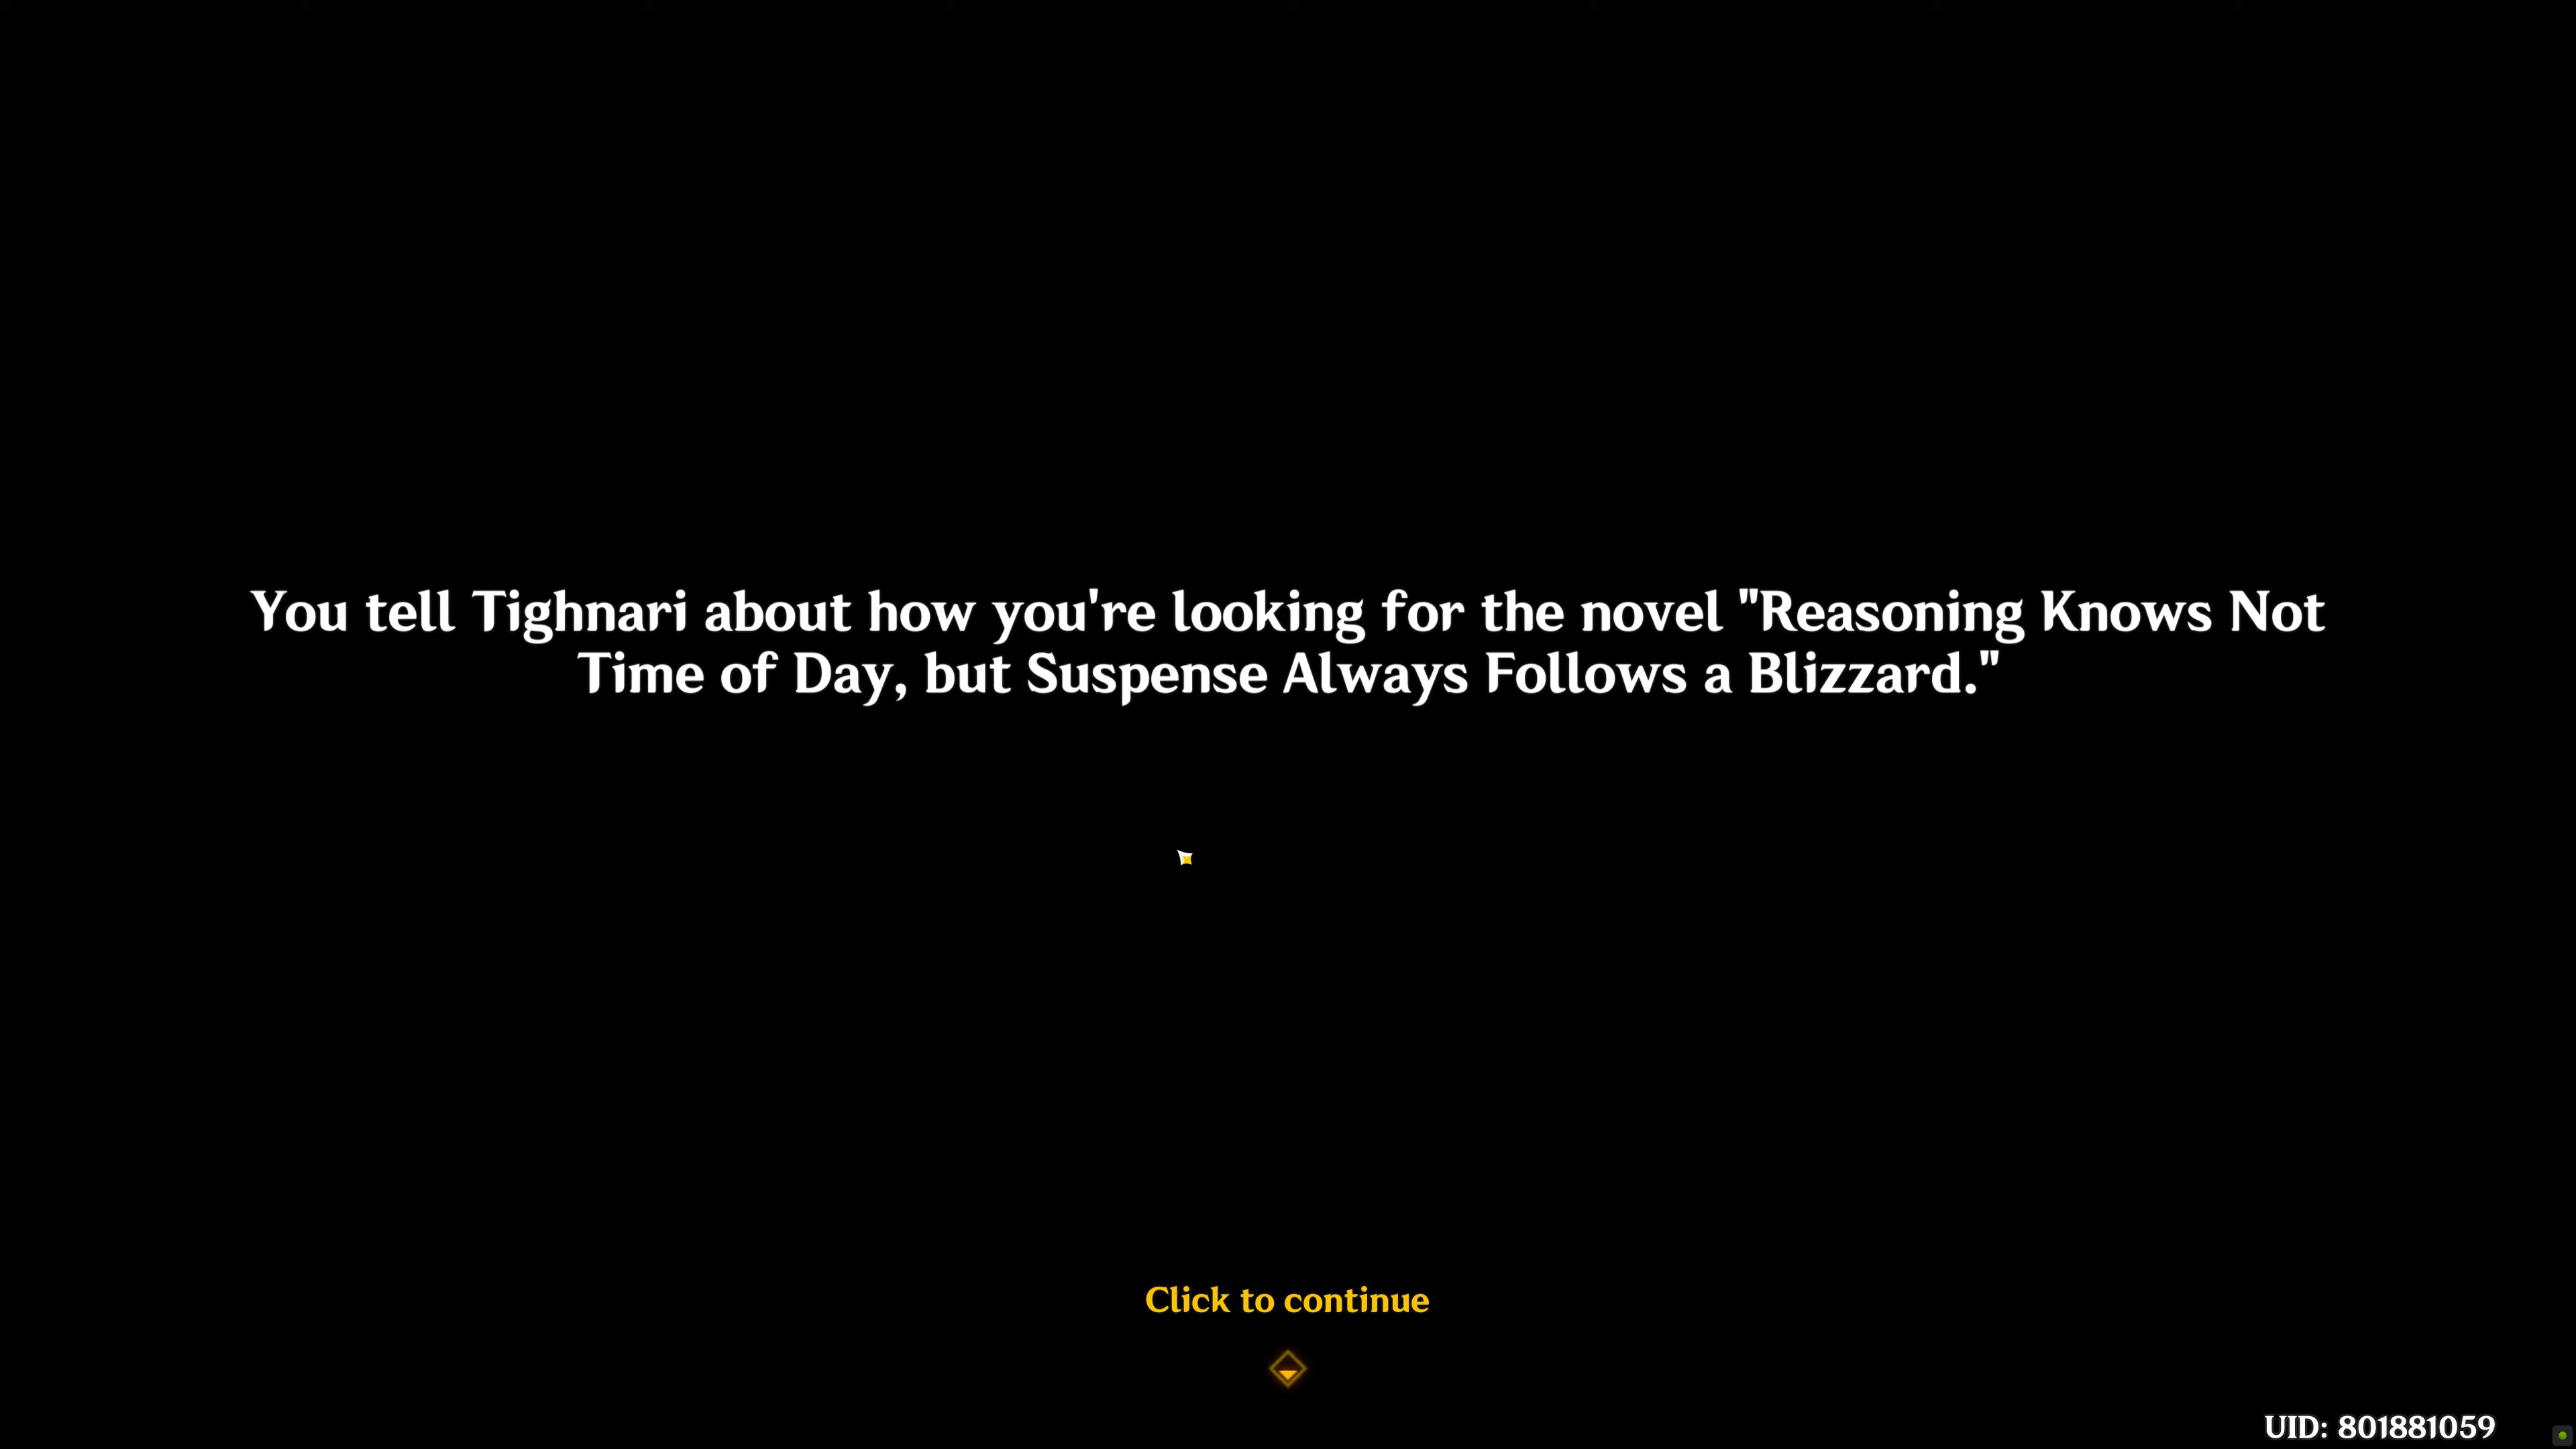 You tell Tighnari about how you're looking for the novel "Reasoning Knows Not
Time of Day, but Suspense Always Follows a Blizzard."
Click to continue
UID: 801881059